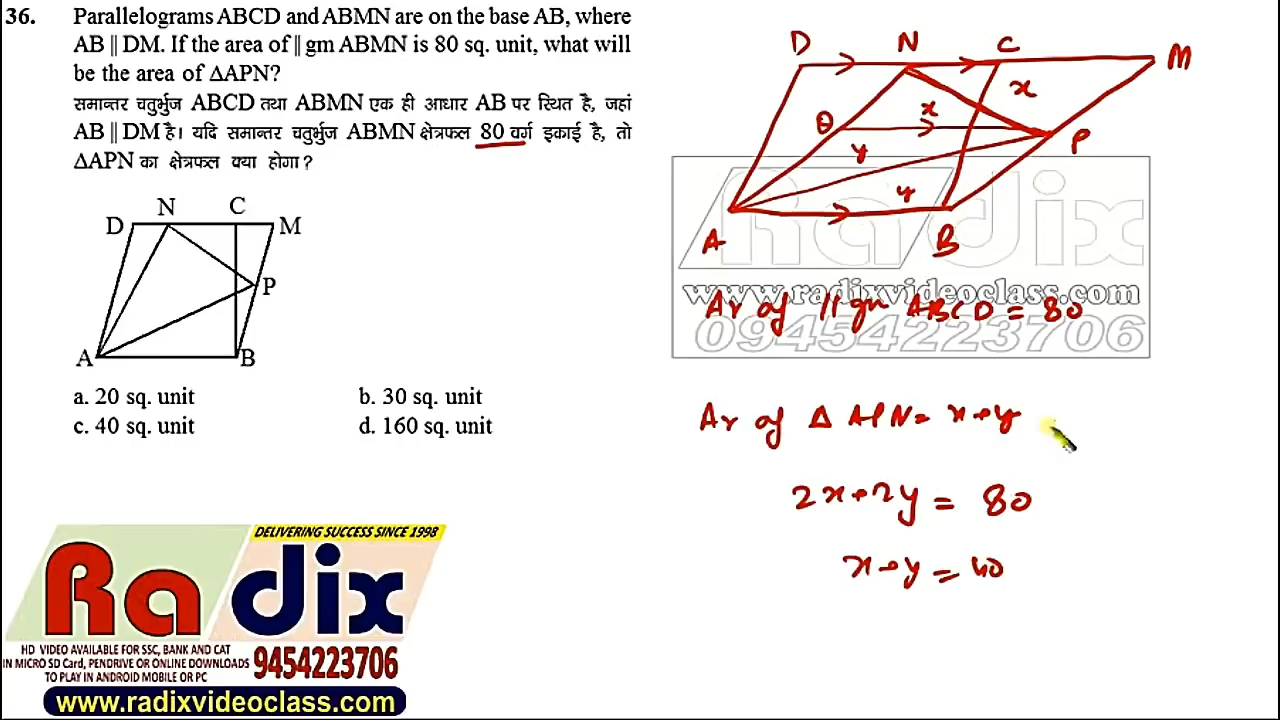 36. Parallelograms ABCD and ABMN are on the base AB, where
AB || DM. If the area of || gm ABMN is 80 sq. unit, what will
be the area of ΔAPN?
समान्तर चतुर्भुज ABCD तथा ABMN एक ही आधार AB पर स्थित है, जहां
AB || DM है। यदि समान्तर चतुर्भुज ABMN क्षेत्रफल 80 वर्ग इकाई है, तो
ΔAPN का क्षेत्रफल क्या होगा ?
D N C M
P
A B
a. 20 sq. unit b. 30 sq. unit
c. 40 sq. unit d. 160 sq. unit
D N C M
x
Q x P
y
y
A B
Radix
www.radixvideoclass.com
09454223706
Ar of ||gm ABCD = 80
Ar of Δ APN = x+y
2x+2y = 80
x+y = 40
DELIVERING SUCCESS SINCE 1998
Radix
HD VIDEO AVAILABLE FOR SSC, BANK AND CAT
IN MICRO SD Card, PENDRIVE OR ONLINE DOWNLOADS
TO PLAY IN ANDROID MOBILE OR PC
9454223706
www.radixvideoclass.com